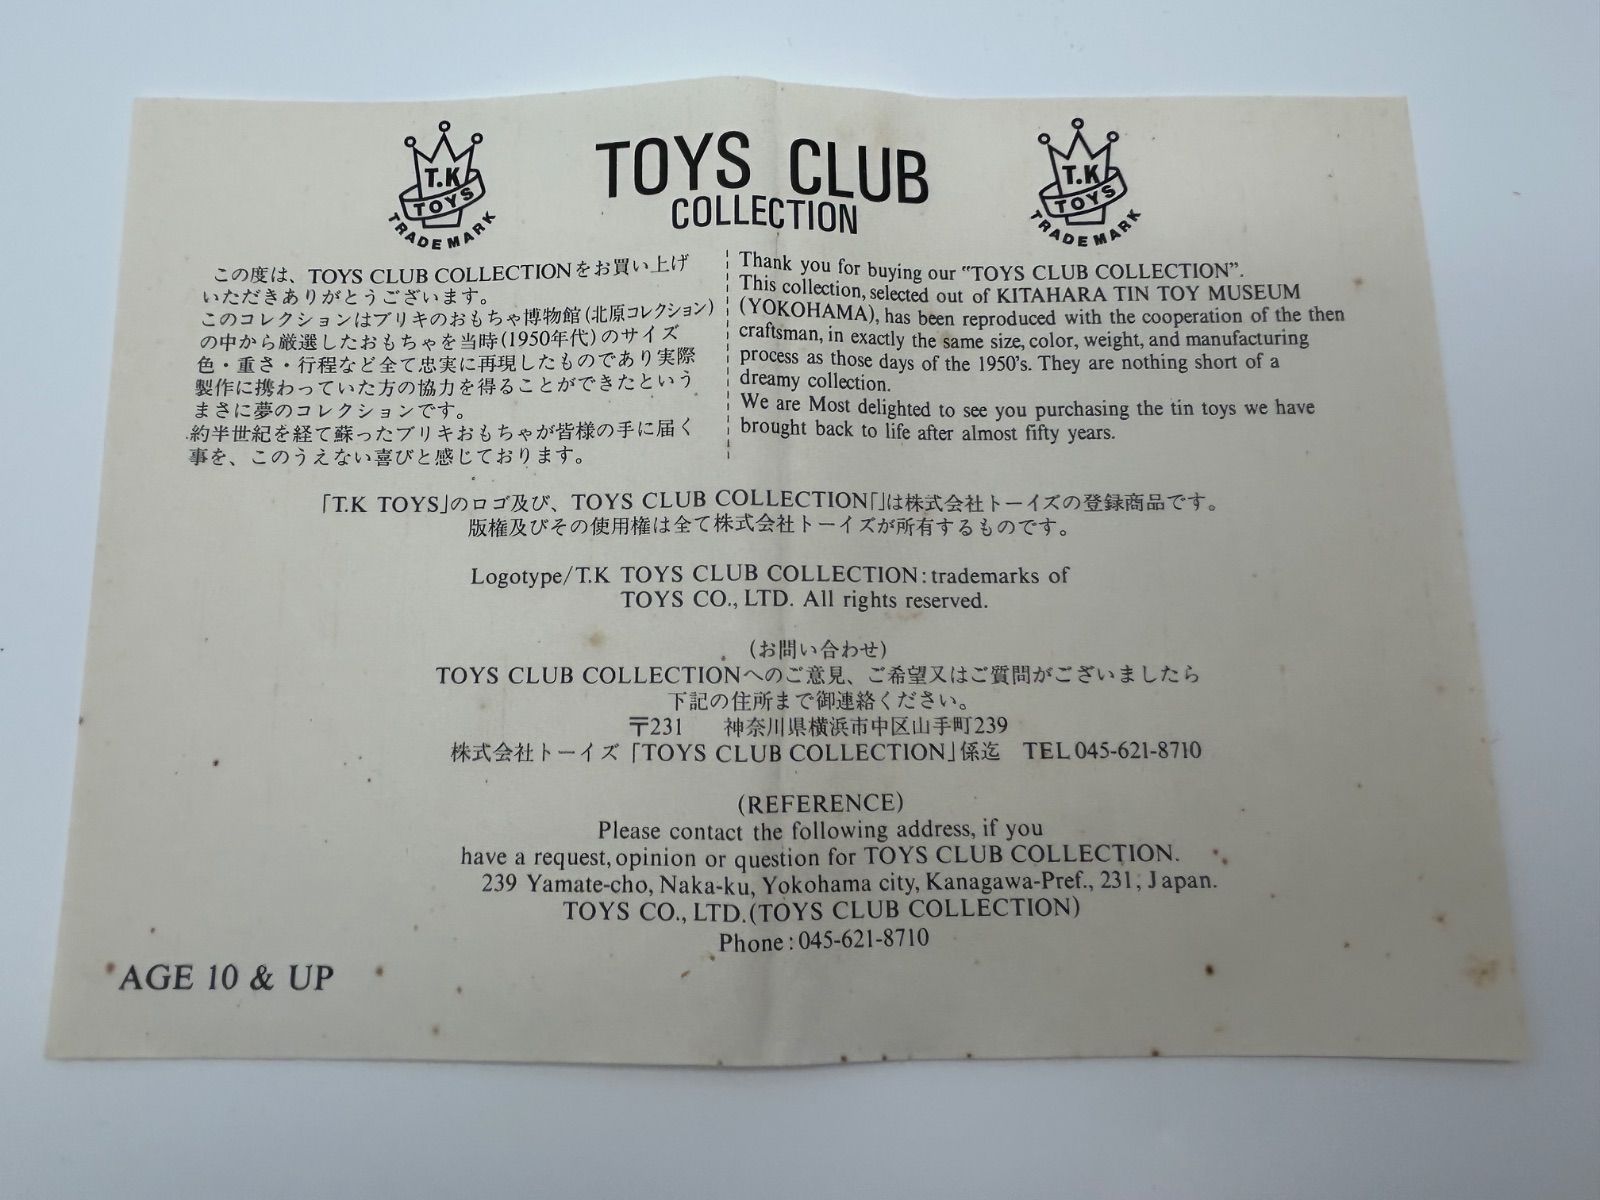 T.K
TOYS
TRADE MARK
TOYS CLUB
COLLECTION
T.K
TOYS
TRADE MARK
この度は、TOYS CLUB COLLECTIONをお買い上げ
いただきありがとうございます。
このコレクションはブリキのおもちゃ博物館(北原コレクション)
の中から厳選したおもちゃを当時(1950年代)のサイズ
色・重さ・行程など全て忠実に再現したものであり実際
製作に携わっていた方の協力を得ることができたという
まさに夢のコレクションです。
約半世紀を経て蘇ったブリキおもちゃが皆様の手に届く
事を、このうえない喜びと感じております。
Thank you for buying our "TOYS CLUB COLLECTION".
This collection, selected out of KITAHARA TIN TOY MUSEUM
(YOKOHAMA), has been reproduced with the cooperation of the then
craftsman, in exactly the same size, color, weight, and manufacturing
process as those days of the 1950's. They are nothing short of a
dreamy collection.
We are Most delighted to see you purchasing the tin toys we have
brought back to life after almost fifty years.
「T.K TOYS」のロゴ及び、TOYS CLUB COLLECTION「」は株式会社トーイズの登録商品です。
版権及びその使用権は全て株式会社トーイズが所有するものです。
Logotype/T.K TOYS CLUB COLLECTION: trademarks of
TOYS CO., LTD. All rights reserved.
(お問い合わせ)
TOYS CLUB COLLECTIONへのご意見、ご希望又はご質問がございましたら
下記の住所まで御連絡ください。
〒231 神奈川県横浜市中区山手町239
株式会社トーイズ「TOYS CLUB COLLECTION」係迄 TEL 045-621-8710
(REFERENCE)
Please contact the following address, if you
have a request, opinion or question for TOYS CLUB COLLECTION.
239 Yamate-cho, Naka-ku, Yokohama city, Kanagawa-Pref., 231, Japan.
TOYS CO., LTD. (TOYS CLUB COLLECTION)
Phone: 045-621-8710
AGE 10 & UP